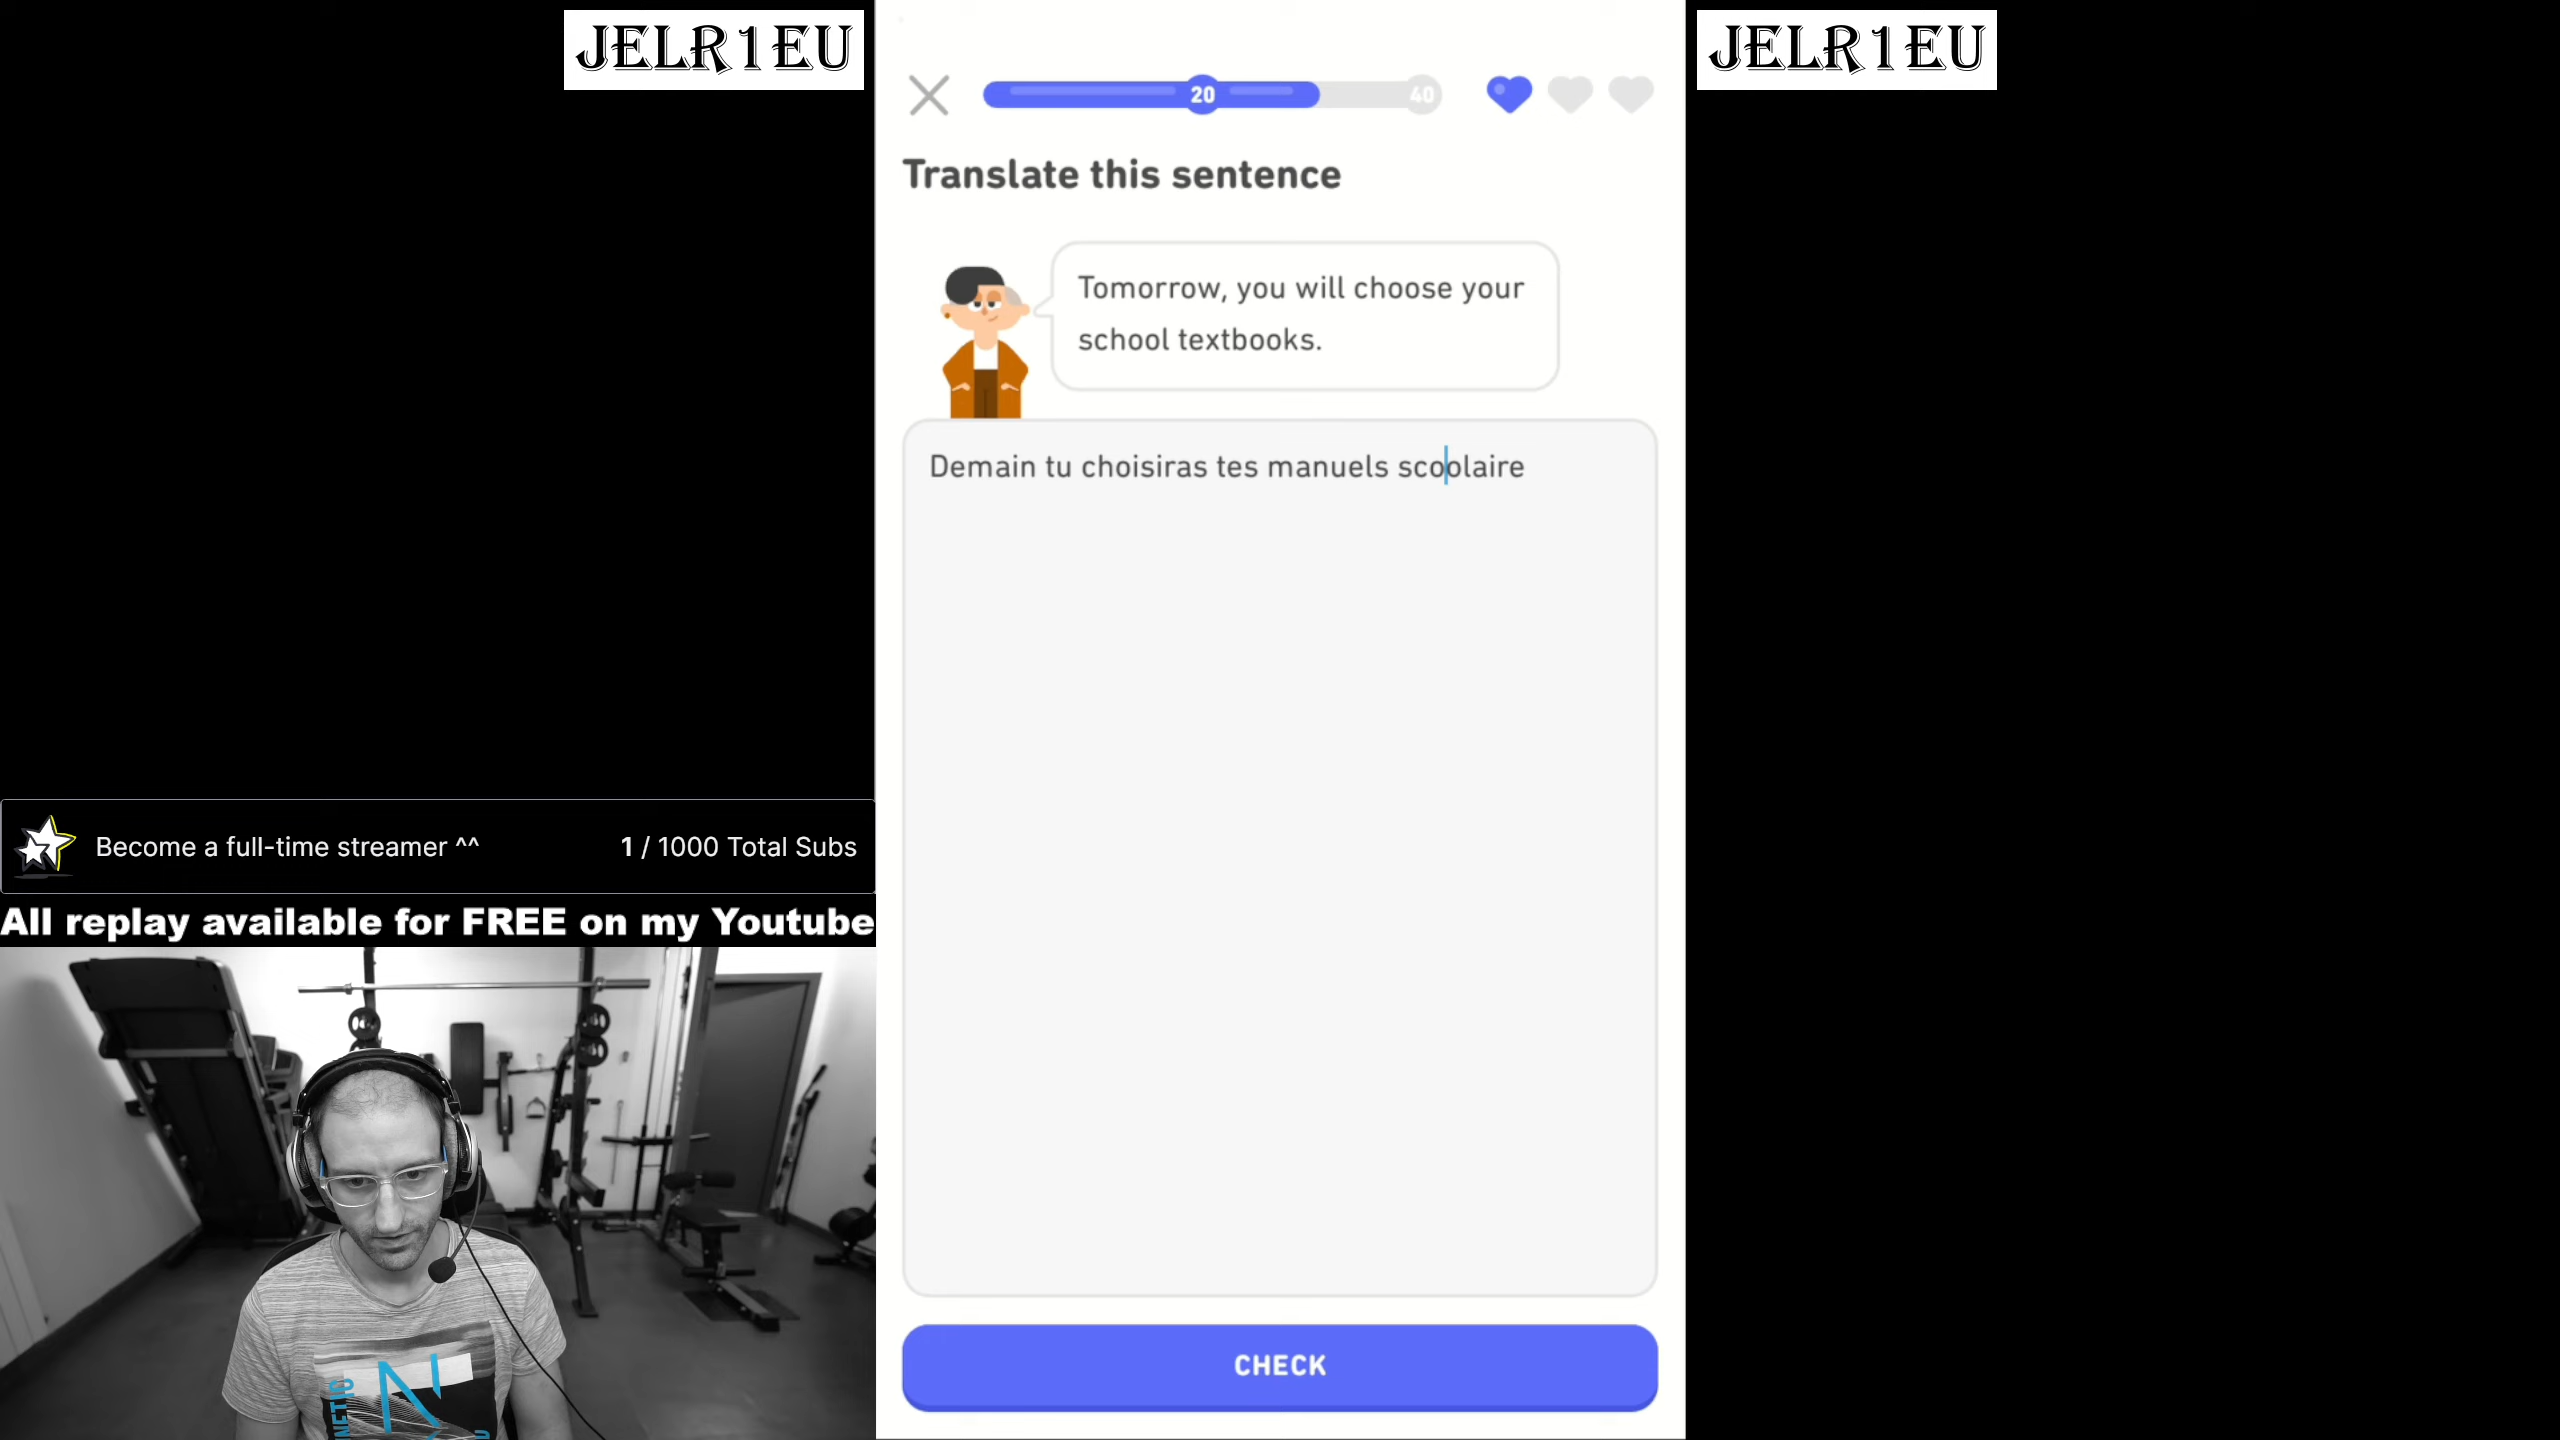 JELR1EU
JELR1EU
20
40
Translate this sentence
Tomorrow, you will choose your
school textbooks.
Demain tu choisiras tes manuels scoolaire
CHECK
Become a full-time streamer ^^
1 / 1000 Total Subs
All replay available for FREE on my Youtube